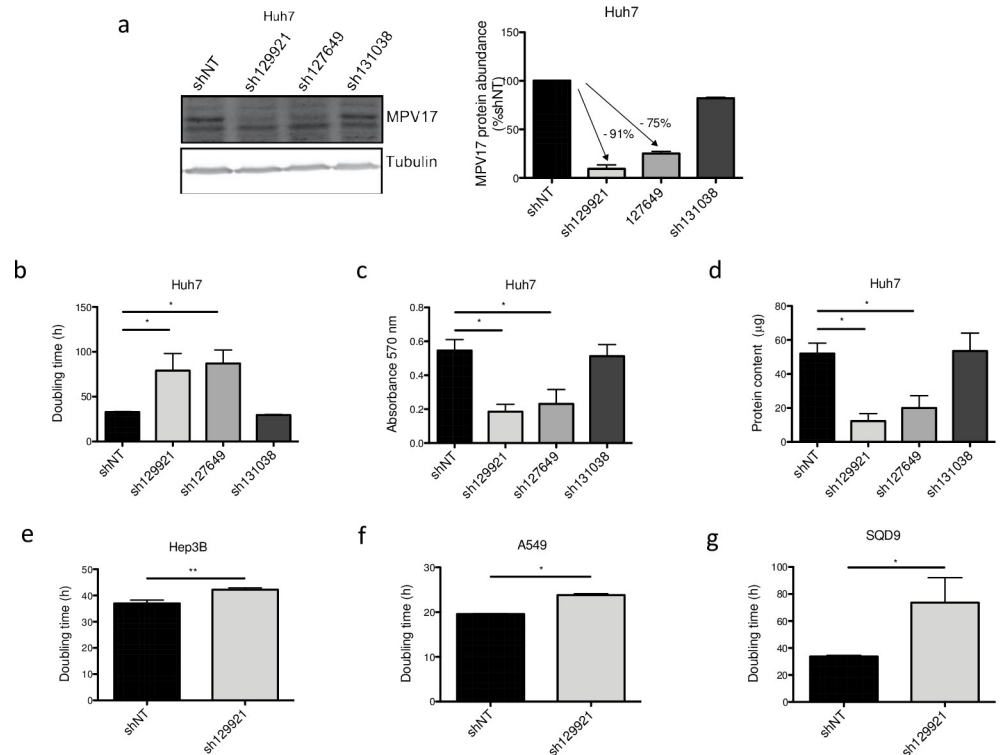 a
Huh7
shNT
sh129921
sh127649
sh131038
MPV17
Tubulin
Huh7
MPV17 protein abundance
(%shNT)
150
100
50
0
- 91%
- 75%
shNT
sh129921
127649
sh131038
b
Huh7
Doubling time (h)
150
100
50
0
*
*
shNT
sh129921
sh127649
sh131038
c
Huh7
Absorbance 570 nm
0.8
0.6
0.4
0.2
0.0
*
*
shNT
sh129921
sh127649
sh131038
d
Huh7
Protein content (µg)
80
60
40
20
0
*
*
shNT
sh129921
sh127649
sh131038
e
Hep3B
Doubling time (h)
50
40
30
20
10
0
**
shNT
sh129921
f
A549
Doubling time (h)
30
20
10
0
*
shNT
sh129921
g
SQD9
Doubling time (h)
100
80
60
40
20
0
*
shNT
sh129921